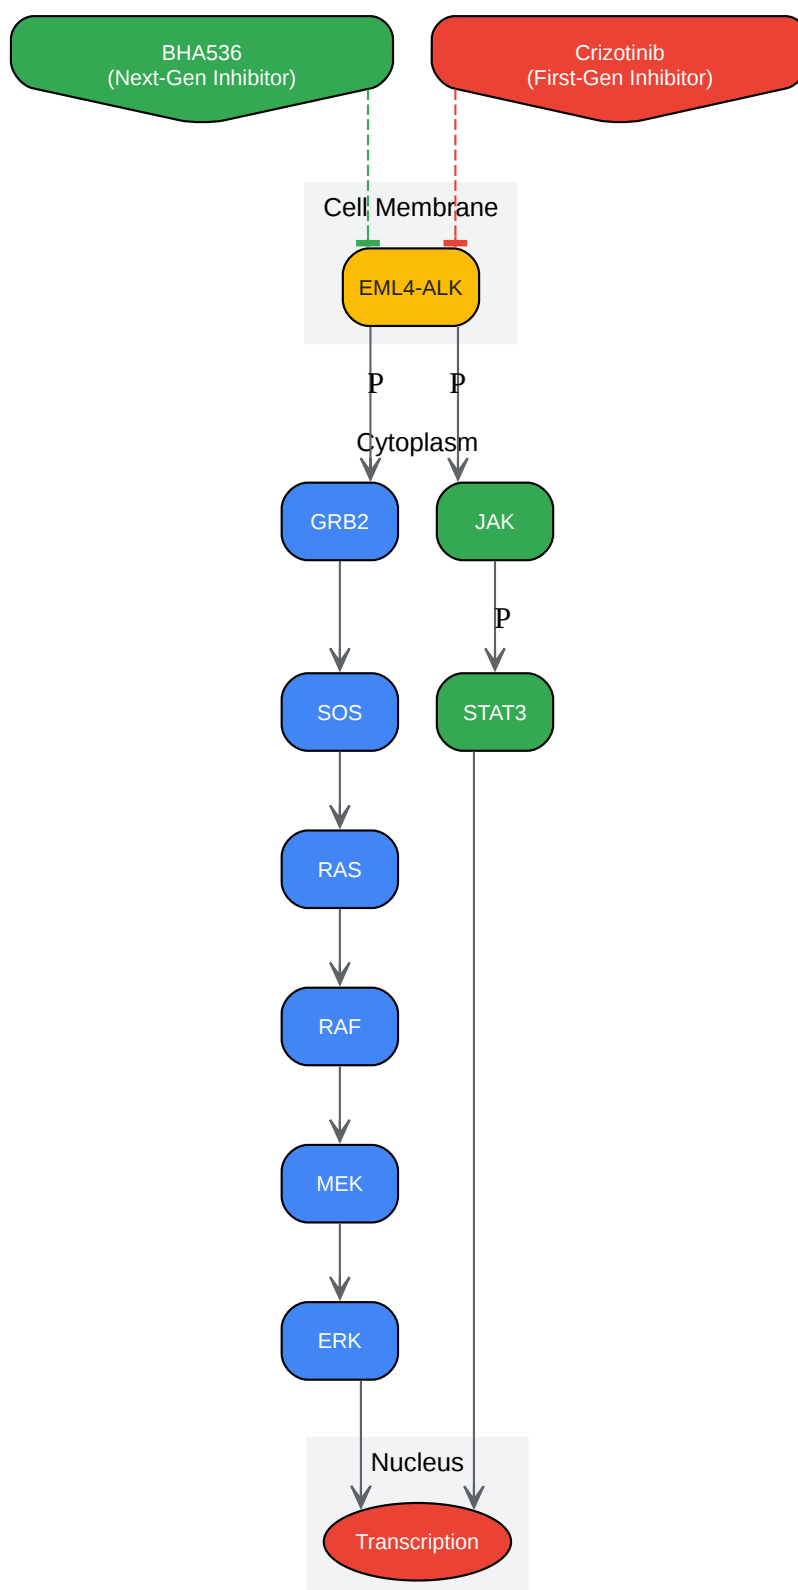 BHA536
(Next-Gen Inhibitor)
Crizotinib
(First-Gen Inhibitor)
Cell Membrane
EML4-ALK
P
P
Cytoplasm
GRB2
JAK
P
SOS
STAT3
RAS
RAF
MEK
ERK
Nucleus
Transcription